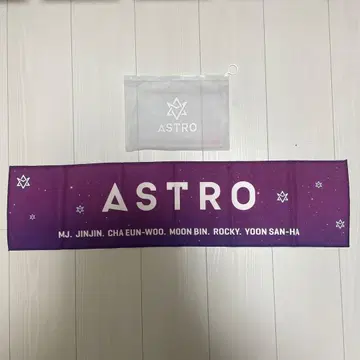 ASTRO
ASTRO
MJ. JINJIN. CHA EUN-WOO. MOON BIN. ROCKY. YOON SAN-HA